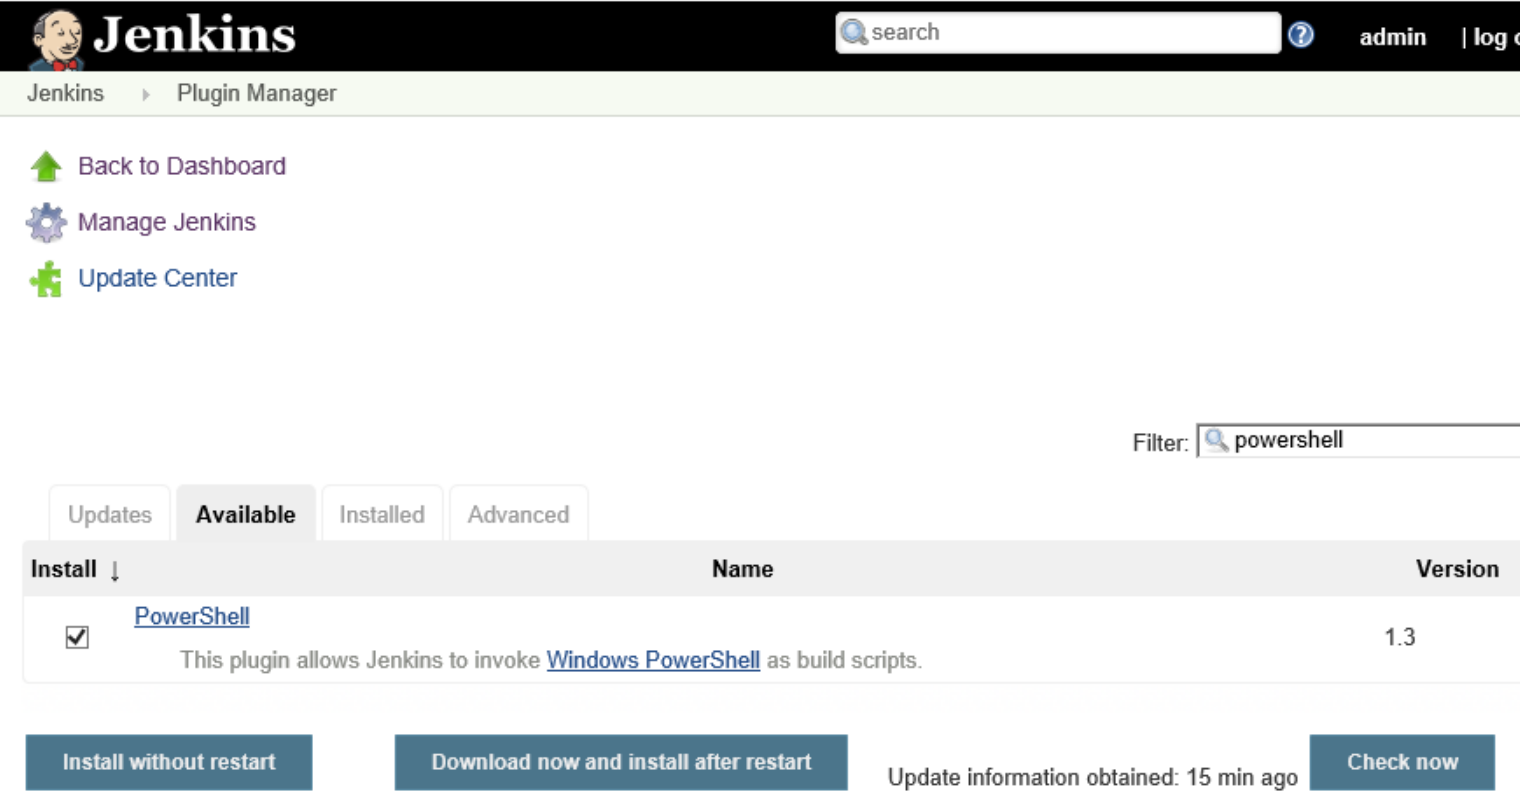 Jenkins
search
admin
| log
Jenkins
Plugin Manager
Back to Dashboard
Manage Jenkins
Update Center
Filter: powershell
Updates Available Installed Advanced
Install ↓ Name Version
PowerShell
This plugin allows Jenkins to invoke Windows PowerShell as build scripts.
1.3
Install without restart
Download now and install after restart
Update information obtained: 15 min ago
Check now